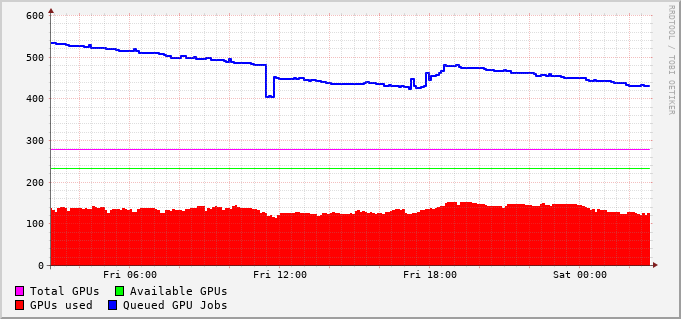 600
500
400
300
200
100
0
Fri 06:00 Fri 12:00 Fri 18:00 Sat 00:00
Total GPUs Available GPUs
GPUs used Queued GPU Jobs
RRDTOOL / TOBI OETIKER